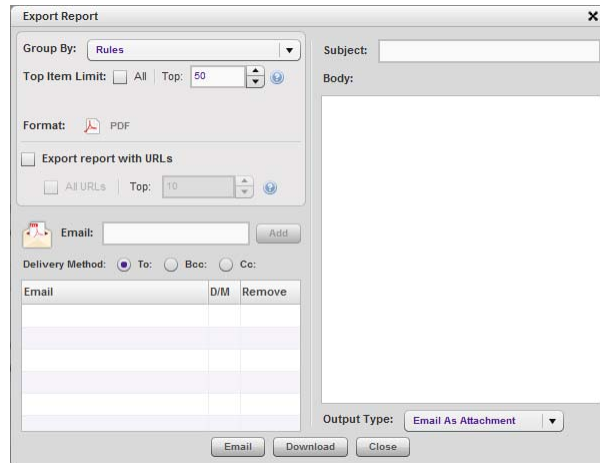 Export Report
Group By: Rules
Top Item Limit: All Top: 50
Format: PDF
Export report with URLs
All URLs Top: 10
Email: Add
Delivery Method: To: Bcc: Cc:
Email D/M Remove
Subject:
Body:
Output Type: Email As Attachment
Email Download Close